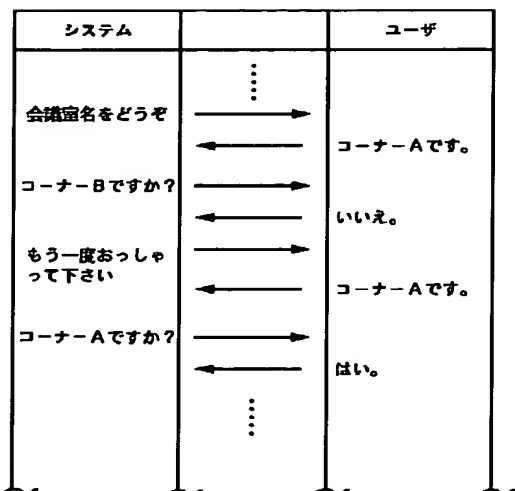 システム
ユーザ
会議室名をどうぞ
コーナーAです。
コーナーBですか?
いいえ。
もう一度おっしゃ
って下さい
コーナーAです。
コーナーAですか?
はい。